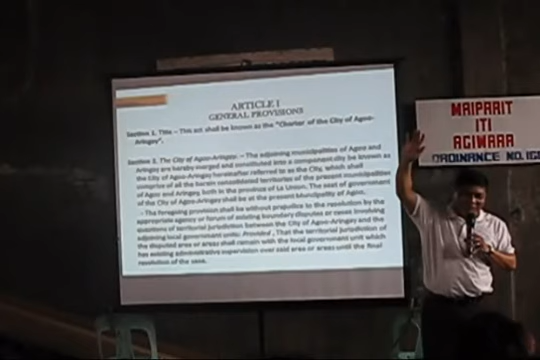 ARTICLE I
GENERAL PROVISIONS
Section 1. Title – This act shall be known as the "Charter of the City of Agoo-
Aringay".
Section 2. The City of Agoo-Aringay. – The adjoining municipalities of Agoo and
Aringay are hereby merged and constituted into a component city be known as
the City of Agoo-Aringay hereafter referred to as the City, which shall
comprise of all the herein consolidated territories of the present municipalities
of Agoo and Aringay, both in the province of La Union. The seat of government
of the City of Agoo-Aringay shall be at the present Municipality of Agoo.
- The foregoing provision shall be without prejudice to the resolution by the
appropriate agency or forum of existing boundary disputes or cases involving
questions of territorial jurisdiction between the City of Agoo-Aringay and the
adjoining local government units: Provided, That the territorial jurisdiction of
the disputed area or areas shall remain with the local government unit which
has existing administrative supervision over said area or areas until the final
resolution of the case.
MAIPARIT
ITI
AGIWARA
ORDINANCE NO.